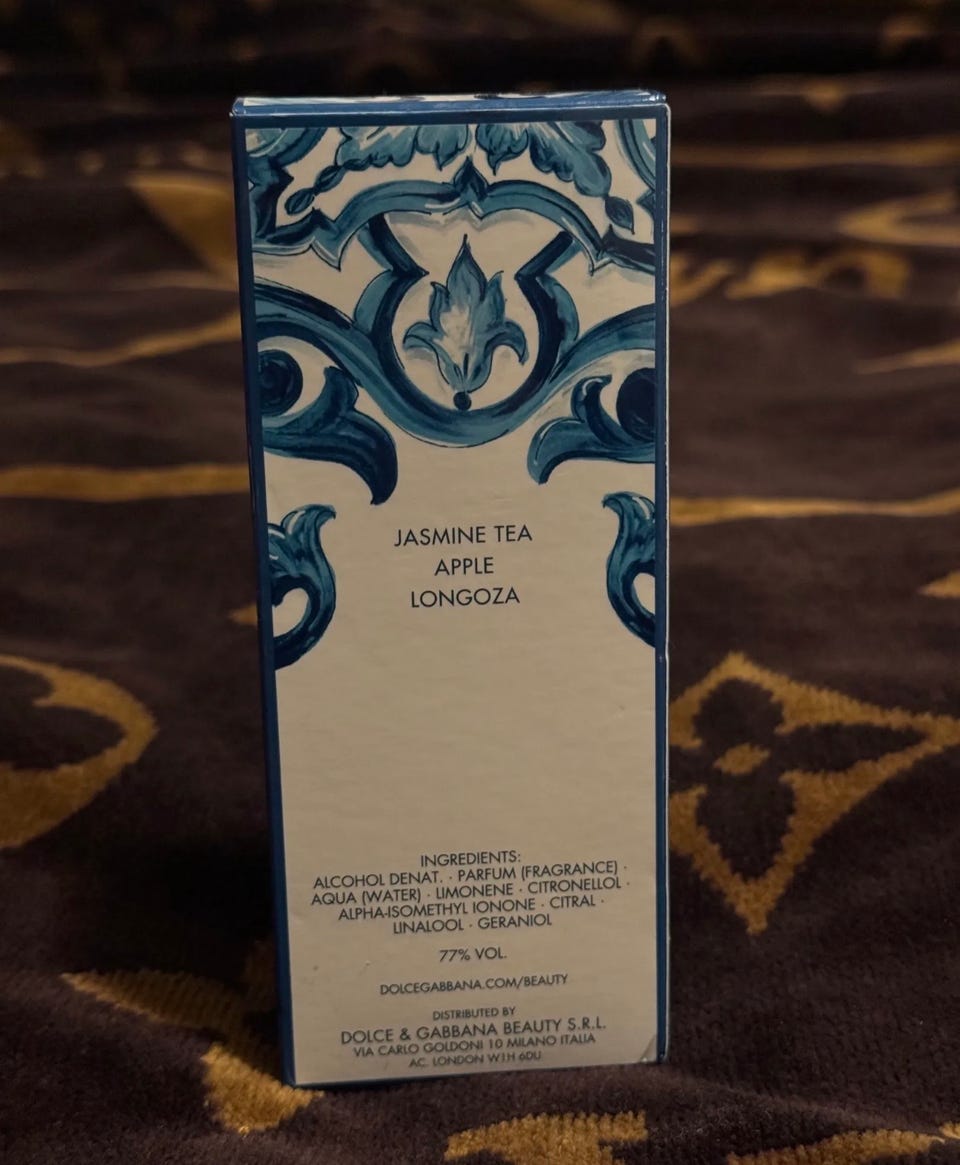 JASMINE TEA
APPLE
LONGOZA
INGREDIENTS:
ALCOHOL DENAT. · PARFUM (FRAGRANCE) ·
AQUA (WATER) · LIMONENE · CITRONELLOL ·
ALPHA-ISOMETHYL IONONE · CITRAL ·
LINALOOL · GERANIOL
77% VOL.
DOLCEGABBANA.COM/BEAUTY
DISTRIBUTED BY
DOLCE & GABBANA BEAUTY S.R.L.
VIA CARLO GOLDONI 10 MILANO ITALIA
AC. LONDON W1H 6DU